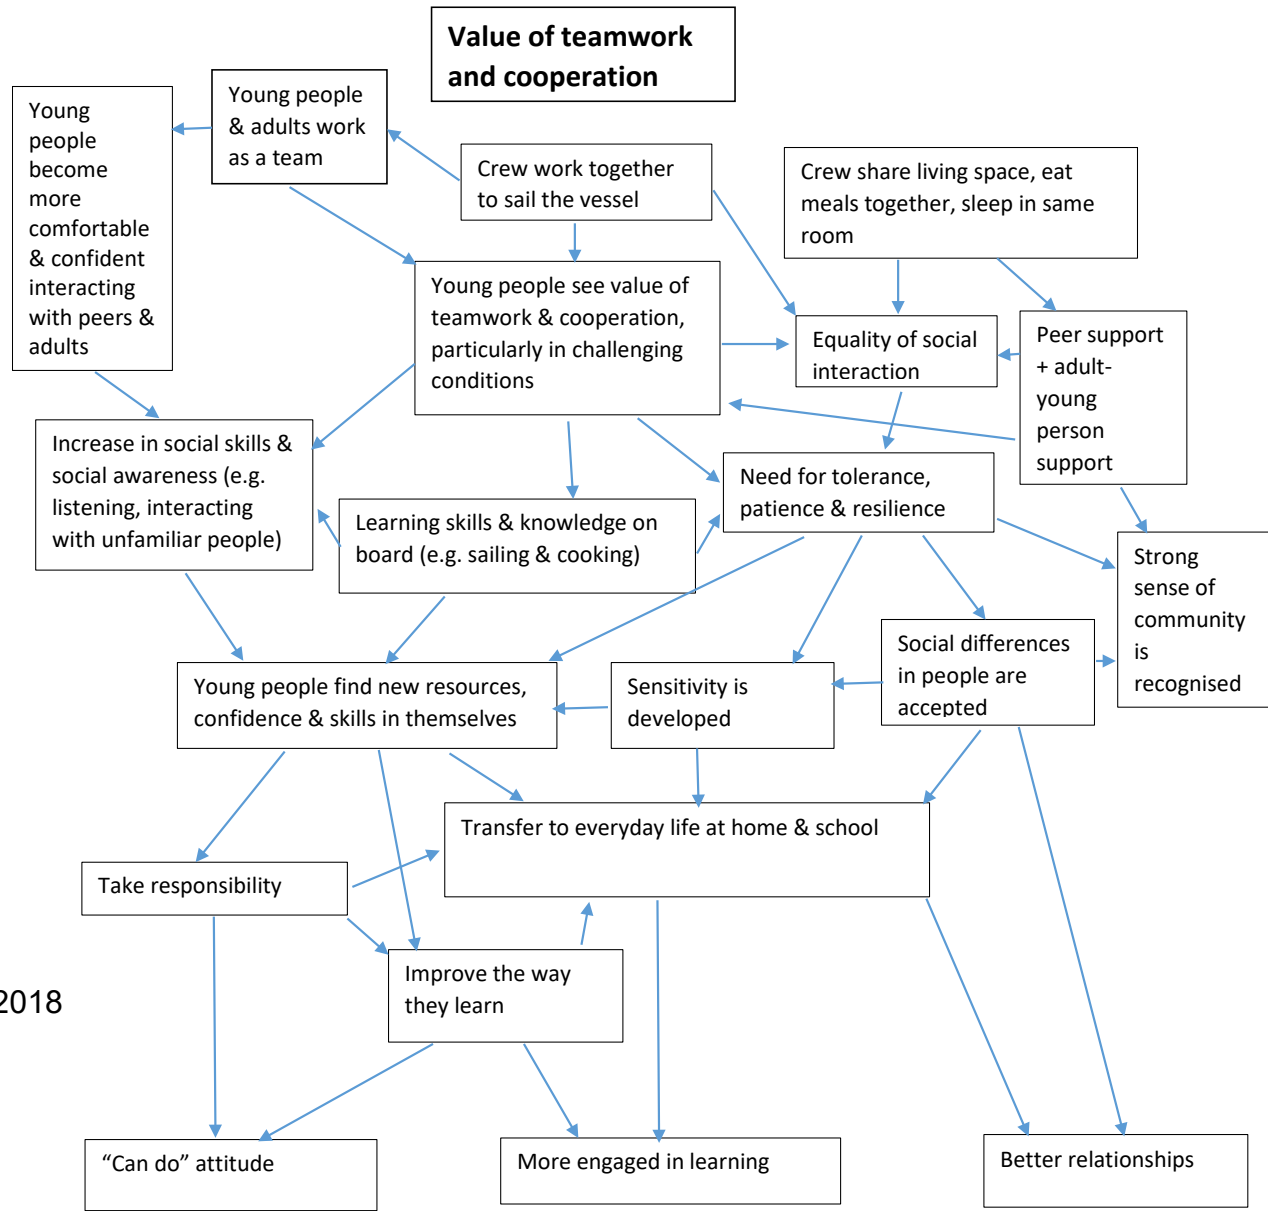 Value of teamwork
and cooperation
Young
people
become
more
comfortable
& confident
interacting
with peers &
adults
Young people
& adults work
as a team
Crew work together
to sail the vessel
Crew share living space, eat
meals together, sleep in same
room
Young people see value of
teamwork & cooperation,
particularly in challenging
conditions
Equality of social
interaction
Peer support
+ adult-
young
person
support
Increase in social skills &
social awareness (e.g.
listening, interacting
with unfamiliar people)
Learning skills & knowledge on
board (e.g. sailing & cooking)
Need for tolerance,
patience & resilience
Strong
sense of
community
is
recognised
Young people find new resources,
confidence & skills in themselves
Sensitivity is
developed
Social differences
in people are
accepted
Transfer to everyday life at home & school
Take responsibility
Improve the way
they learn
2018
“Can do” attitude
More engaged in learning
Better relationships